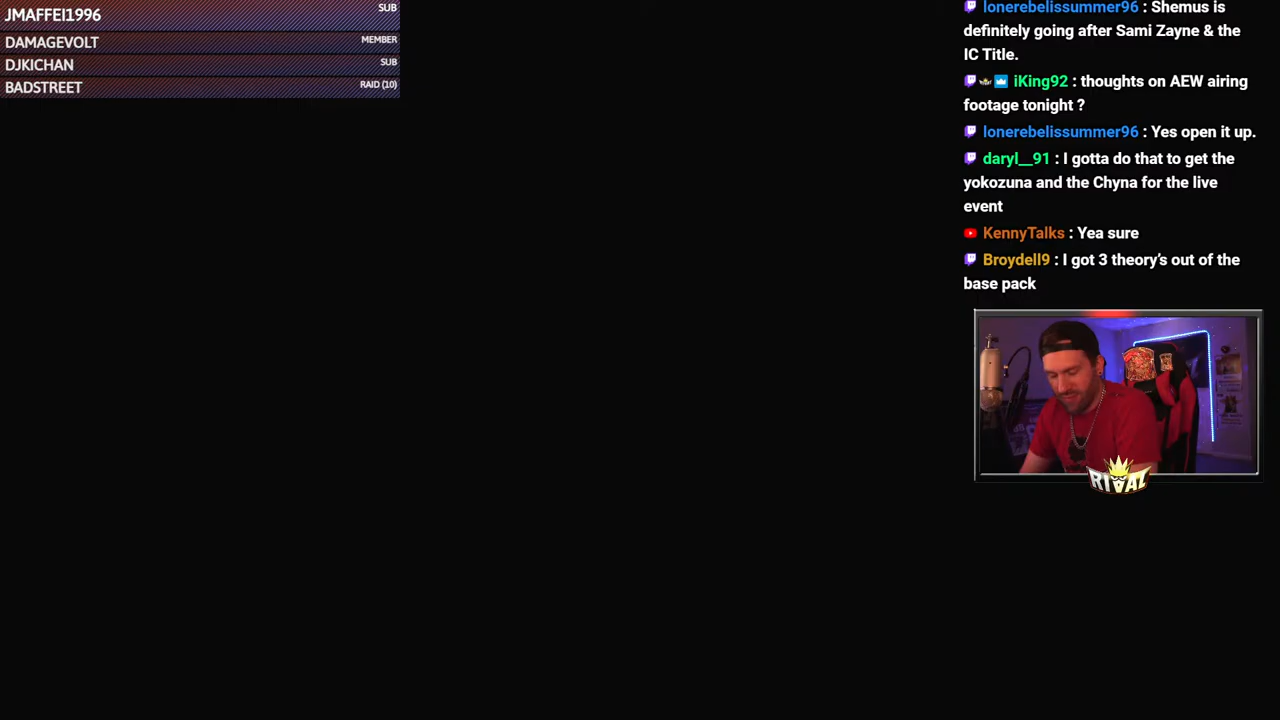 JMAFFEI1996 SUB
DAMAGEVOLT MEMBER
DJKICHAN SUB
BADSTREET RAID (10)
lonerebelissummer96 : Shemus is
definitely going after Sami Zayne & the
IC Title.
iKing92 : thoughts on AEW airing
footage tonight ?
lonerebelissummer96 : Yes open it up.
daryl__91 : I gotta do that to get the
yokozuna and the Chyna for the live
event
KennyTalks : Yea sure
Broydell9 : I got 3 theory’s out of the
base pack
RIVAL